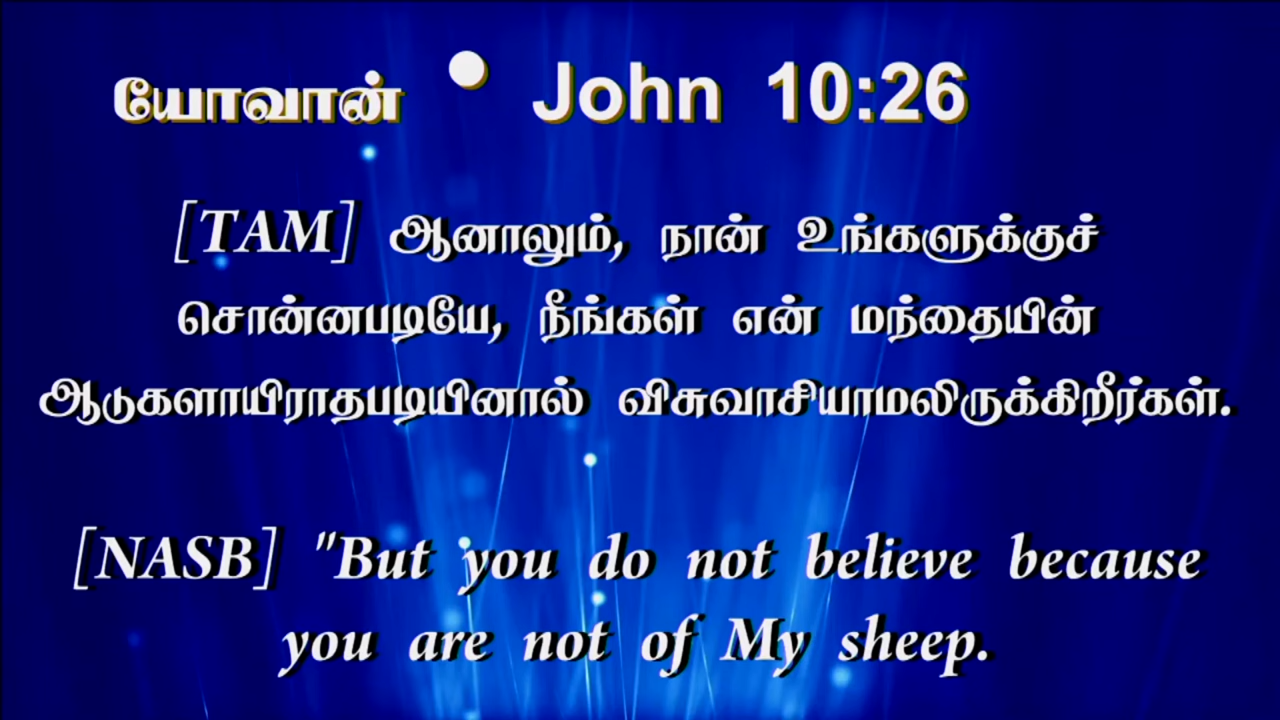 யோவான் • John 10:26
[TAM] ஆனாலும், நான் உங்களுக்குச்
சொன்னபடியே, நீங்கள் என் மந்தையின்
ஆடுகளாயிராதபடியினால் விசுவாசியாமலிருக்கிறீர்கள்.
[NASB] "But you do not believe because
you are not of My sheep.